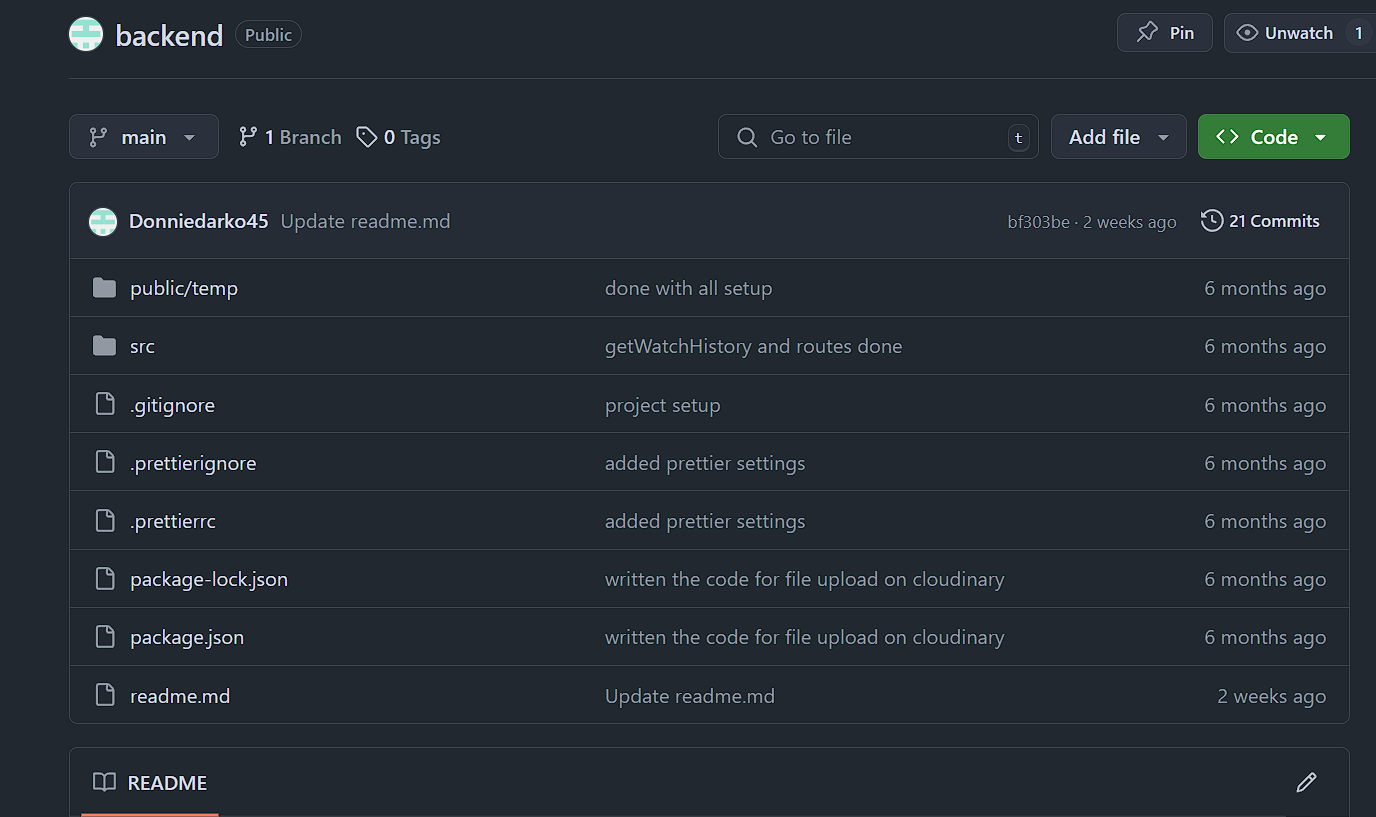 backend Public Pin Unwatch 1
main 1 Branch 0 Tags Go to file t Add file Code
Donniedarko45 Update readme.md bf303be · 2 weeks ago 21 Commits
public/temp done with all setup 6 months ago
src getWatchHistory and routes done 6 months ago
.gitignore project setup 6 months ago
.prettierignore added prettier settings 6 months ago
.prettierrc added prettier settings 6 months ago
package-lock.json written the code for file upload on cloudinary 6 months ago
package.json written the code for file upload on cloudinary 6 months ago
readme.md Update readme.md 2 weeks ago
README